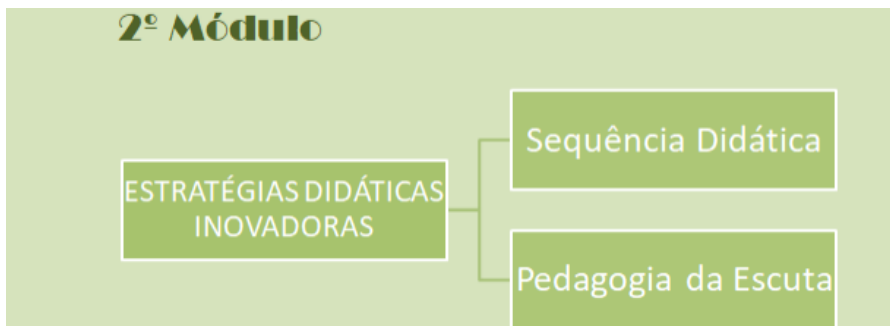 2º Módulo
Sequência Didática
ESTRATÉGIAS DIDÁTICAS
INOVADORAS
Pedagogia da Escuta